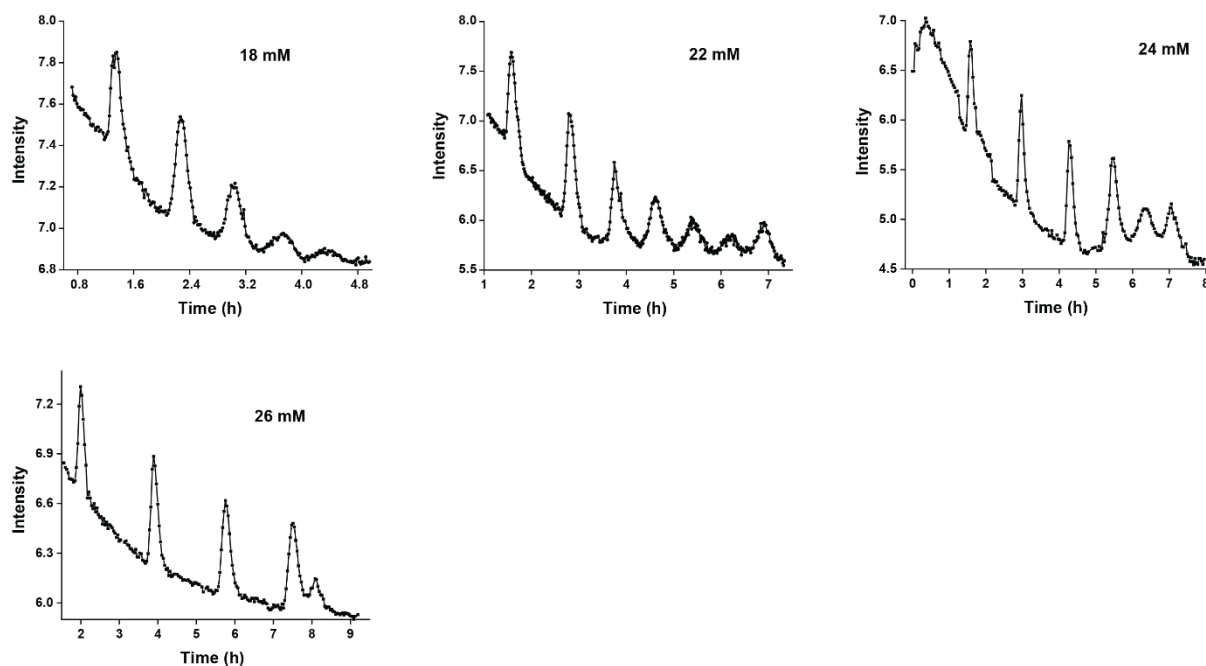 18 mM
Intensity
8.0
7.8
7.6
7.4
7.2
7.0
6.8
0.8 1.6 2.4 3.2 4.0 4.8
Time (h)
22 mM
Intensity
8.0
7.5
7.0
6.5
6.0
5.5
1 2 3 4 5 6 7
Time (h)
24 mM
Intensity
7.0
6.5
6.0
5.5
5.0
4.5
0 1 2 3 4 5 6 7 8
Time (h)
26 mM
Intensity
7.2
6.9
6.6
6.3
6.0
2 3 4 5 6 7 8 9
Time (h)